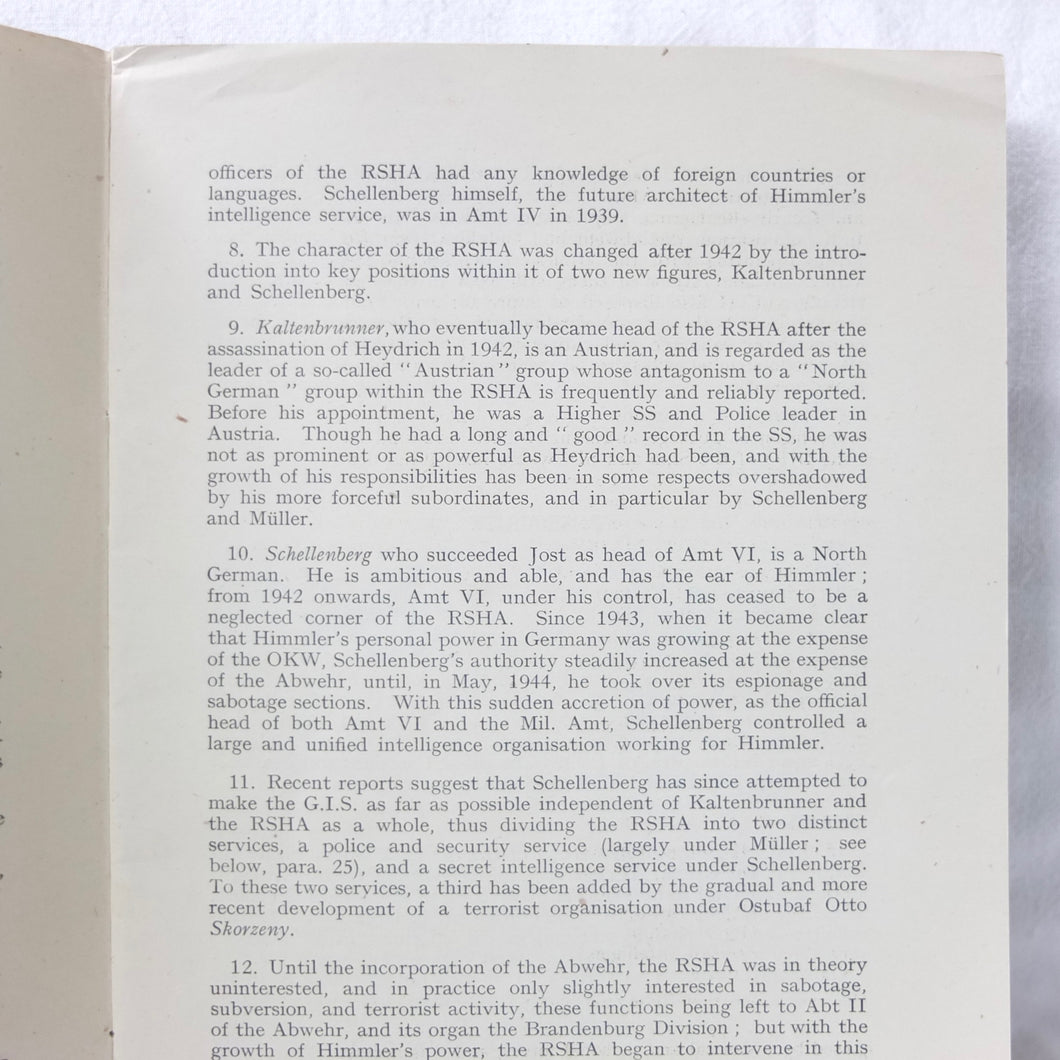 officers of the RSHA had any knowledge of foreign countries or
languages. Schellenberg himself, the future architect of Himmler's
intelligence service, was in Amt IV in 1939.
8. The character of the RSHA was changed after 1942 by the intro-
duction into key positions within it of two new figures, Kaltenbrunner
and Schellenberg.
9. Kaltenbrunner, who eventually became head of the RSHA after the
assassination of Heydrich in 1942, is an Austrian, and is regarded as the
leader of a so-called "Austrian" group whose antagonism to a "North
German " group within the RSHA is frequently and reliably reported.
Before his appointment, he was a Higher SS and Police leader in
Austria. Though he had a long and " good " record in the SS, he was
not as prominent or as powerful as Heydrich had been, and with the
growth of his responsibilities has been in some respects overshadowed
by his more forceful subordinates, and in particular by Schellenberg
and Müller.
10. Schellenberg who succeeded Jost as head of Amt VI, is a North
German. He is ambitious and able, and has the ear of Himmler ;
from 1942 onwards, Amt VI, under his control, has ceased to be a
neglected corner of the RSHA. Since 1943, when it became clear
that Himmler's personal power in Germany was growing at the expense
of the OKW, Schellenberg's authority steadily increased at the expense
of the Abwehr, until, in May, 1944, he took over its espionage and
sabotage sections. With this sudden accretion of power, as the official
head of both Amt VI and the Mil. Amt, Schellenberg controlled a
large and unified intelligence organisation working for Himmler.
11. Recent reports suggest that Schellenberg has since attempted to
make the G.I.S. as far as possible independent of Kaltenbrunner and
the RSHA as a whole, thus dividing the RSHA into two distinct
services, a police and security service (largely under Müller ; see
below, para. 25), and a secret intelligence service under Schellenberg.
To these two services, a third has been added by the gradual and more
recent development of a terrorist organisation under Ostubaf Otto
Skorzeny.
12. Until the incorporation of the Abwehr, the RSHA was in theory
uninterested, and in practice only slightly interested in sabotage,
subversion, and terrorist activity, these functions being left to Abt II
of the Abwehr, and its organ the Brandenburg Division ; but with the
growth of Himmler's power, the RSHA began to intervene in this